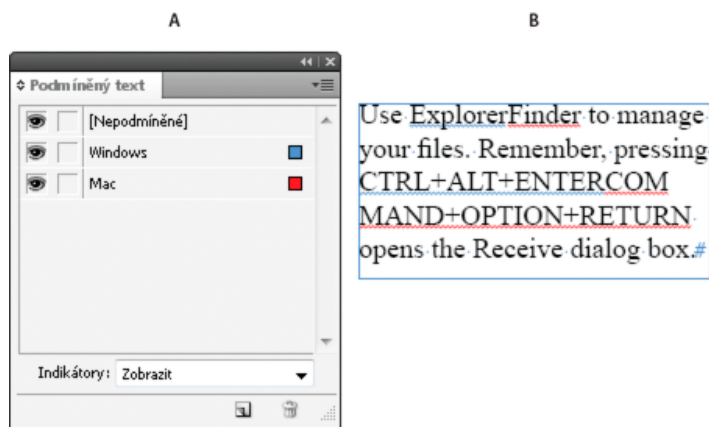 A
B
Podmíněný text
[Nepodmíněné]
Windows
Mac
Indikátory: Zobrazit
Use ExplorerFinder to manage
your files. Remember, pressing
CTRL+ALT+ENTERCOM
MAND+OPTION+RETURN
opens the Receive dialog box.#